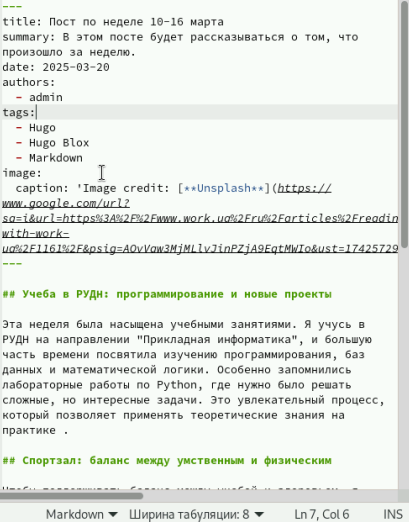 ---
title: Пост по неделе 10-16 марта
summary: В этом посте будет рассказываться о том, что
произошло за неделю.
date: 2025-03-20
authors:
  - admin
tags:
  - Hugo
  - Hugo Blox
  - Markdown
image:
  caption: 'Image credit: [**Unsplash**](https://
www.google.com/url?
sa=i&url=https%3A%2F%2Fwww.work.ua%2Fru%2Farticles%2Freadin
with-work-
ua%2F1161%2F&psig=AOvVaw3MjMLlvJinPZjA9EqtMWIo&ust=17425729
---
## Учеба в РУДН: программирование и новые проекты
Эта неделя была насыщена учебными занятиями. Я учусь в
РУДН на направлении "Прикладная информатика", и большую
часть времени посвятила изучению программирования, баз
данных и математической логики. Особенно запомнились
лабораторные работы по Python, где нужно было решать
сложные, но интересные задачи. Это увлекательный процесс,
который позволяет применять теоретические знания на
практике .
## Спортзал: баланс между умственным и физическим
Markdown Ширина табуляции: 8 Ln 7, Col 6 INS